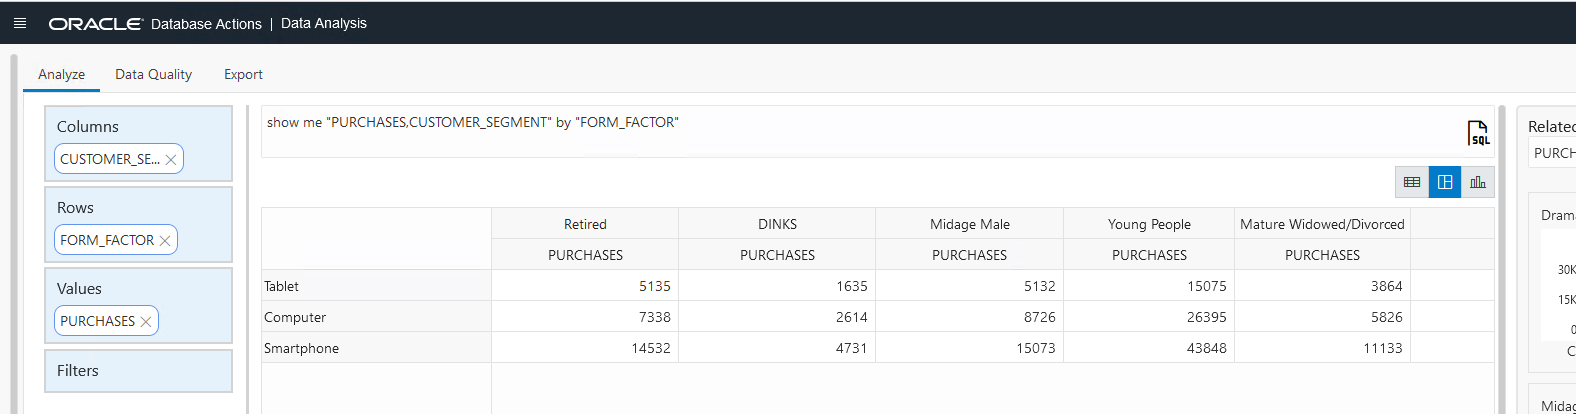 ORACLE Database Actions | Data Analysis
Analyze Data Quality Export
Columns
CUSTOMER_SE...
Rows
FORM_FACTOR
Values
PURCHASES
Filters
show me "PURCHASES,CUSTOMER_SEGMENT" by "FORM_FACTOR"
SQL
Retired DINKS Midage Male Young People Mature Widowed/Divorced
PURCHASES PURCHASES PURCHASES PURCHASES PURCHASES
Tablet 5135 1635 5132 15075 3864
Computer 7338 2614 8726 26395 5826
Smartphone 14532 4731 15073 43848 11133
Related
PURCH
Drama
30K
15K
0
C
Midag